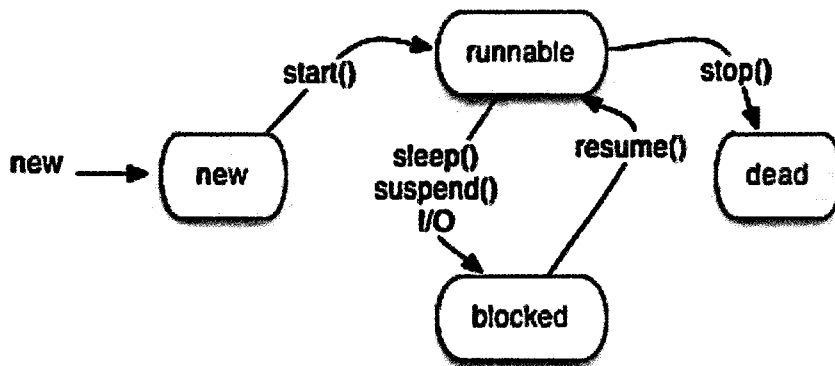 runnable
start()
stop()
new
new
sleep()
suspend()
I/O
resume()
dead
blocked